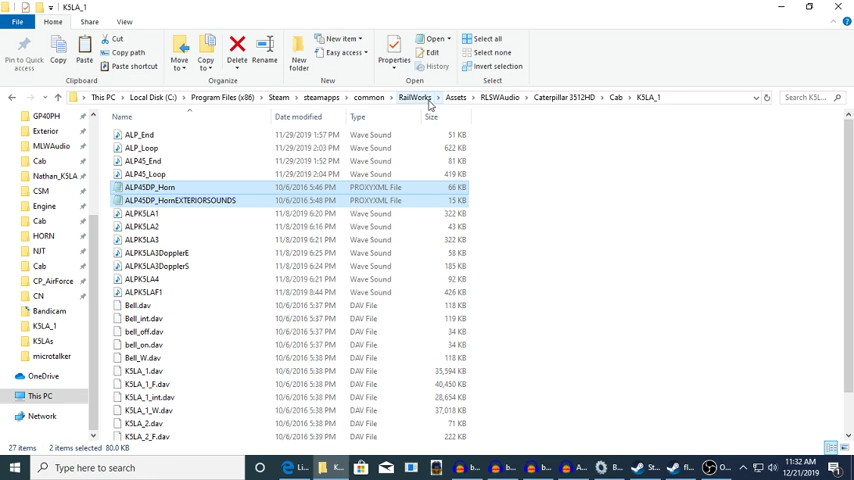 K5LA_1
File Home Share View
Pin to Quick access
Copy
Paste
Cut
Copy path
Paste shortcut
Clipboard
Move to
Copy to
Delete
Rename
Organize
New folder
New item
Easy access
New
Properties
Open
Edit
History
Open
Select all
Select none
Invert selection
Select
This PC > Local Disk (C:) > Program Files (x86) > Steam > steamapps > common > RailWorks > Assets > RLSWAudio > Caterpillar 3512HD > Cab > K5LA_1
Search K5L...
Name Date modified Type Size
GP40PH
Exterior
MLWAudio
Cab
Nathan_K5LA
CSM
Engine
Cab
HORN
NJT
Cab
CP_AirForce
CN
Bandicam
K5LA_1
K5LAs
microtalker
OneDrive
This PC
Network
ALP_End 11/29/2019 1:57 PM Wave Sound 51 KB
ALP_Loop 11/29/2019 2:03 PM Wave Sound 622 KB
ALP45_End 11/29/2019 1:52 PM Wave Sound 81 KB
ALP45_Loop 11/29/2019 2:04 PM Wave Sound 419 KB
ALP45DP_Horn 10/6/2016 5:46 PM PROXYXML File 66 KB
ALP45DP_HornEXTERIORSOUNDS 10/6/2016 5:48 PM PROXYXML File 15 KB
ALPK5LA1 11/8/2019 6:20 PM Wave Sound 322 KB
ALPK5LA2 11/8/2019 6:16 PM Wave Sound 43 KB
ALPK5LA3 11/8/2019 6:21 PM Wave Sound 322 KB
ALPK5LA3DopplerE 11/8/2019 6:25 PM Wave Sound 58 KB
ALPK5LA3DopplerS 11/8/2019 6:24 PM Wave Sound 185 KB
ALPK5LA4 11/8/2019 6:21 PM Wave Sound 92 KB
ALPK5LAF1 11/8/2019 8:44 PM Wave Sound 426 KB
Bell.dav 10/6/2016 5:37 PM DAV File 118 KB
Bell_int.dav 10/6/2016 5:37 PM DAV File 119 KB
bell_off.dav 10/6/2016 5:37 PM DAV File 34 KB
bell_on.dav 10/6/2016 5:37 PM DAV File 34 KB
Bell_W.dav 10/6/2016 5:38 PM DAV File 118 KB
K5LA_1.dav 10/6/2016 5:38 PM DAV File 35,594 KB
K5LA_1_F.dav 10/6/2016 5:38 PM DAV File 40,450 KB
K5LA_1_int.dav 10/6/2016 5:38 PM DAV File 28,654 KB
K5LA_1_W.dav 10/6/2016 5:38 PM DAV File 37,018 KB
K5LA_2.dav 10/6/2016 5:38 PM DAV File 71 KB
K5LA_2_F.dav 10/6/2016 5:39 PM DAV File 222 KB
27 items 2 items selected 80.0 KB
Type here to search
Li...
K...
b...
b...
b...
A...
B...
St...
fl...
O...
11:32 AM
12/21/2019